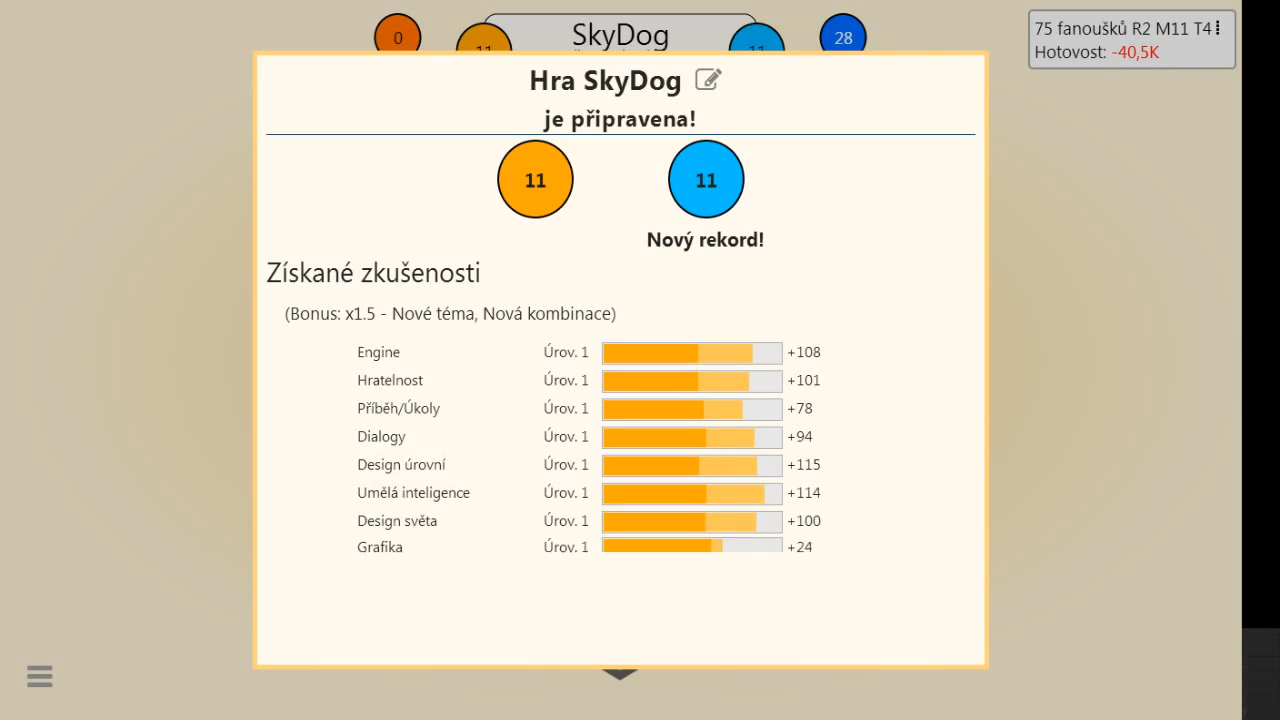 0
11
SkyDog
11
28
75 fanoušků R2 M11 T4
Hotovost: -40,5K
Hra SkyDog
je připravena!
11
11
Nový rekord!
Získané zkušenosti
(Bonus: x1.5 - Nové téma, Nová kombinace)
Engine Úrov. 1 +108
Hratelnost Úrov. 1 +101
Příběh/Úkoly Úrov. 1 +78
Dialogy Úrov. 1 +94
Design úrovní Úrov. 1 +115
Umělá inteligence Úrov. 1 +114
Design světa Úrov. 1 +100
Grafika Úrov. 1 +24